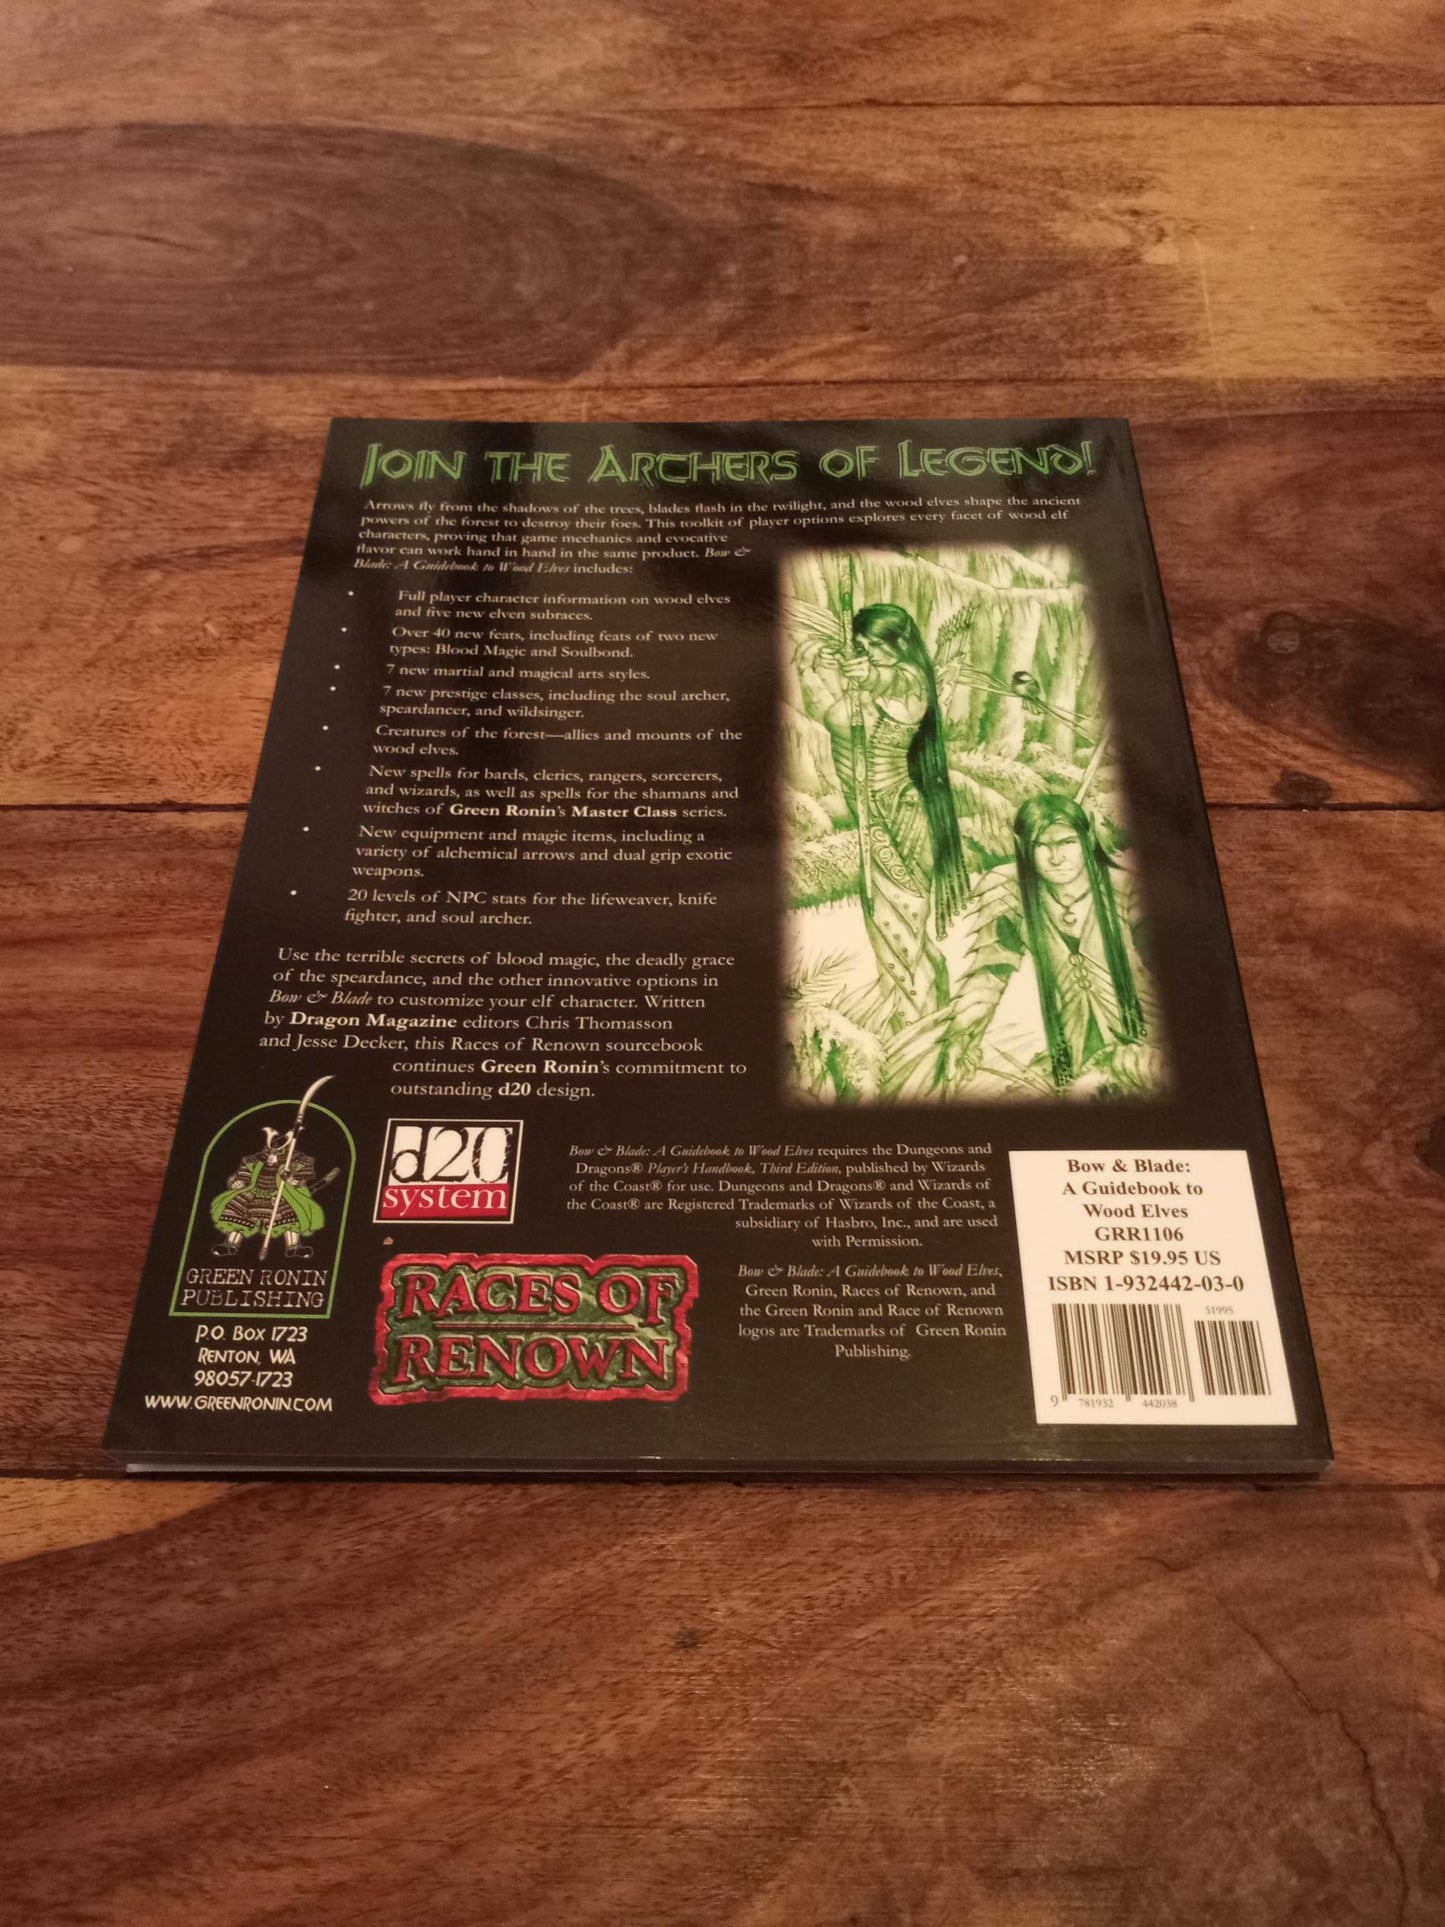 JOIN THE ARCHERS OF LEGEND!
Arrows fly from the shadows of the trees, blades flash in the twilight, and the wood elves shape the ancient
powers of the forest to destroy their foes. This toolkit of player options explores every facet of wood elf
characters, proving that game mechanics and evocative
flavor can work hand in hand in the same product. Bow &
Blade: A Guidebook to Wood Elves includes:
• Full player character information on wood elves
and five new elven subraces.
• Over 40 new feats, including feats of two new
types: Blood Magic and Soulbond.
• 7 new martial and magical arts styles.
• 7 new prestige classes, including the soul archer,
speardancer, and wildsinger.
• Creatures of the forest—allies and mounts of the
wood elves.
• New spells for bards, clerics, rangers, sorcerers,
and wizards, as well as spells for the shamans and
witches of Green Ronin's Master Class series.
• New equipment and magic items, including a
variety of alchemical arrows and dual grip exotic
weapons.
• 20 levels of NPC stats for the lifeweaver, knife
fighter, and soul archer.
Use the terrible secrets of blood magic, the deadly grace
of the speardance, and the other innovative options in
Bow & Blade to customize your elf character. Written
by Dragon Magazine editors Chris Thomasson
and Jesse Decker, this Races of Renown sourcebook
continues Green Ronin's commitment to
outstanding d20 design.
GREEN RONIN
PUBLISHING
P.O. BOX 1723
RENTON, WA
98057-1723
WWW.GREENRONIN.COM
d20
system
RACES OF
RENOWN
Bow & Blade: A Guidebook to Wood Elves requires the Dungeons and
Dragons® Player's Handbook, Third Edition, published by Wizards
of the Coast® for use. Dungeons and Dragons® and Wizards of
the Coast® are Registered Trademarks of Wizards of the Coast, a
subsidiary of Hasbro, Inc., and are used
with Permission.
Bow & Blade: A Guidebook to Wood Elves,
Green Ronin, Races of Renown, and
the Green Ronin and Race of Renown
logos are Trademarks of Green Ronin
Publishing.
Bow & Blade:
A Guidebook to
Wood Elves
GRR1106
MSRP $19.95 US
ISBN 1-932442-03-0
51995
9 781932 442038